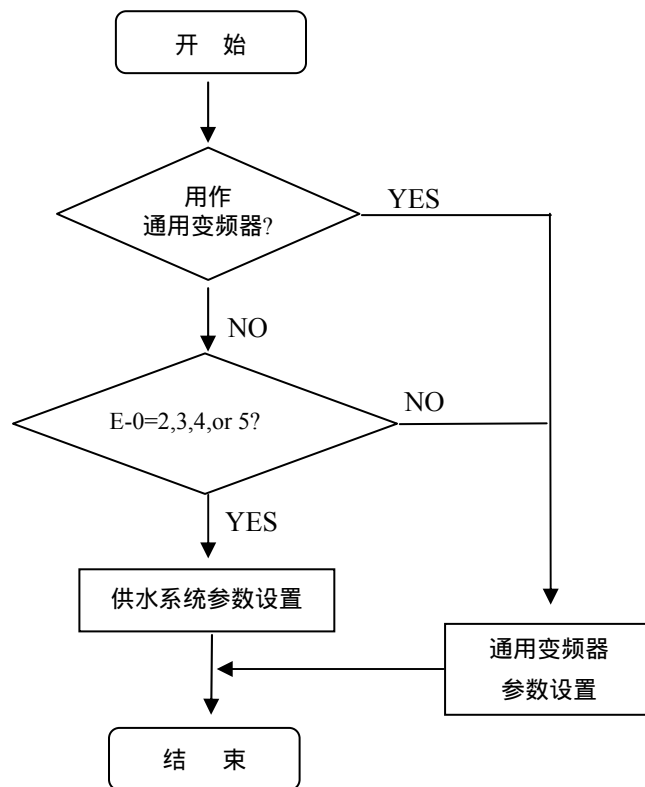 开 始
用作
通用变频器?
YES
NO
E-0=2,3,4,or 5?
NO
YES
供水系统参数设置
通用变频器
参数设置
结 束